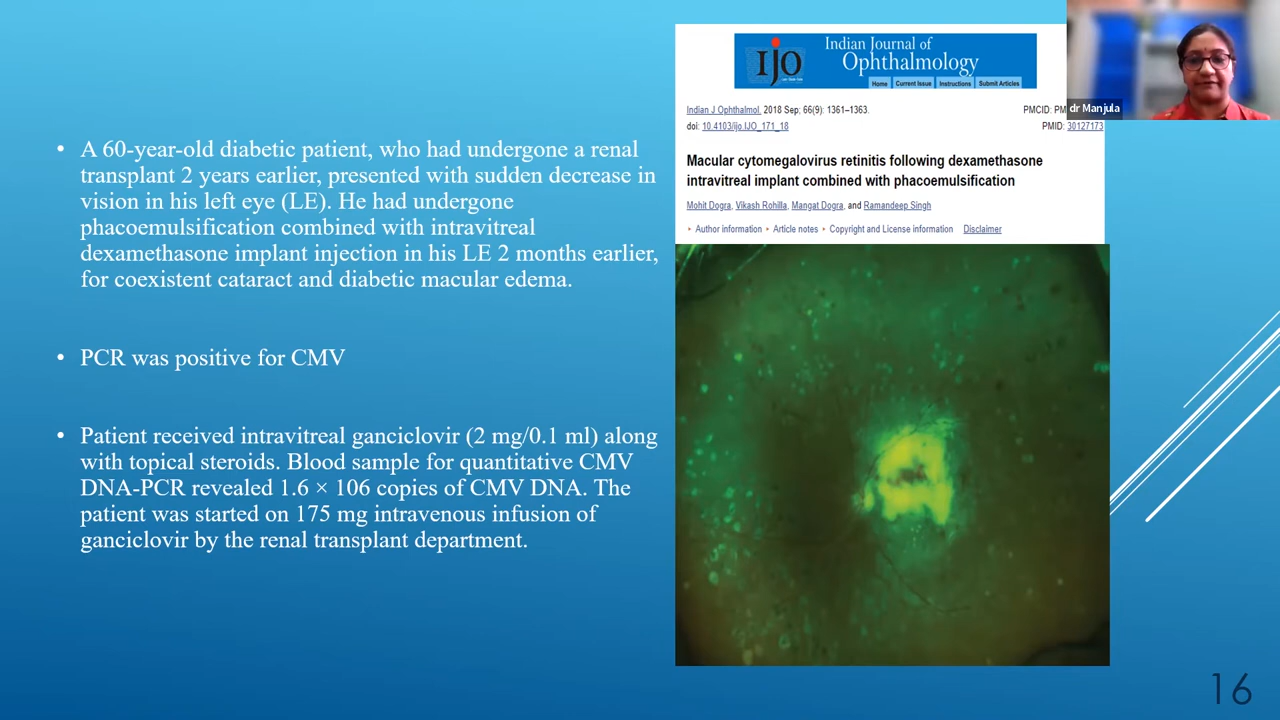 • A 60-year-old diabetic patient, who had undergone a renal
transplant 2 years earlier, presented with sudden decrease in
vision in his left eye (LE). He had undergone
phacoemulsification combined with intravitreal
dexamethasone implant injection in his LE 2 months earlier,
for coexistent cataract and diabetic macular edema.
• PCR was positive for CMV
• Patient received intravitreal ganciclovir (2 mg/0.1 ml) along
with topical steroids. Blood sample for quantitative CMV
DNA-PCR revealed 1.6 × 106 copies of CMV DNA. The
patient was started on 175 mg intravenous infusion of
ganciclovir by the renal transplant department.
IJO
Indian Journal of
Ophthalmology
Home Current Issue Instructions Submit Articles
Indian J Ophthalmol. 2018 Sep; 66(9): 1361–1363.
PMCID: PM
doi: 10.4103/ijo.IJO_171_18
PMID: 30127173
Macular cytomegalovirus retinitis following dexamethasone
intravitreal implant combined with phacoemulsification
Mohit Dogra, Vikash Rohilla, Mangat Dogra, and Ramandeep Singh
▸ Author information ▸ Article notes ▸ Copyright and License information Disclaimer
dr Manjula
16